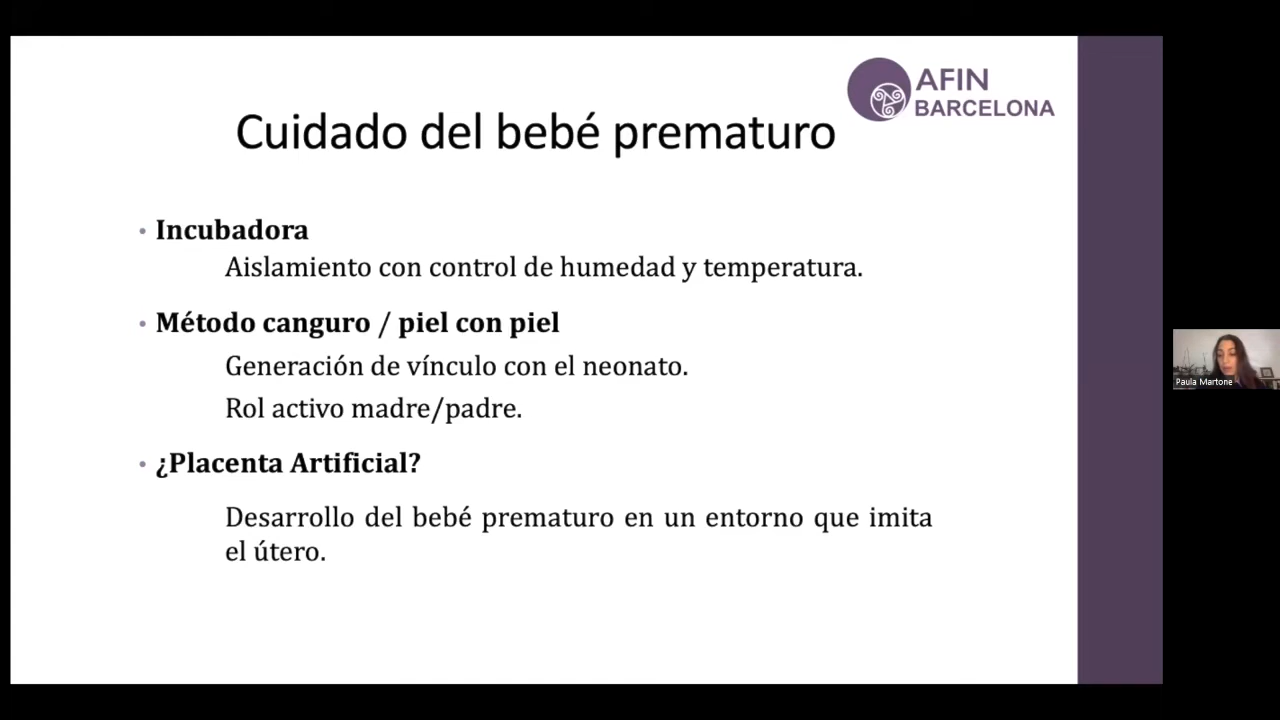 AFIN
BARCELONA
Cuidado del bebé prematuro
• Incubadora
Aislamiento con control de humedad y temperatura.
• Método canguro / piel con piel
Generación de vínculo con el neonato.
Rol activo madre/padre.
• ¿Placenta Artificial?
Desarrollo del bebé prematuro en un entorno que imita
el útero.
Paula Martone